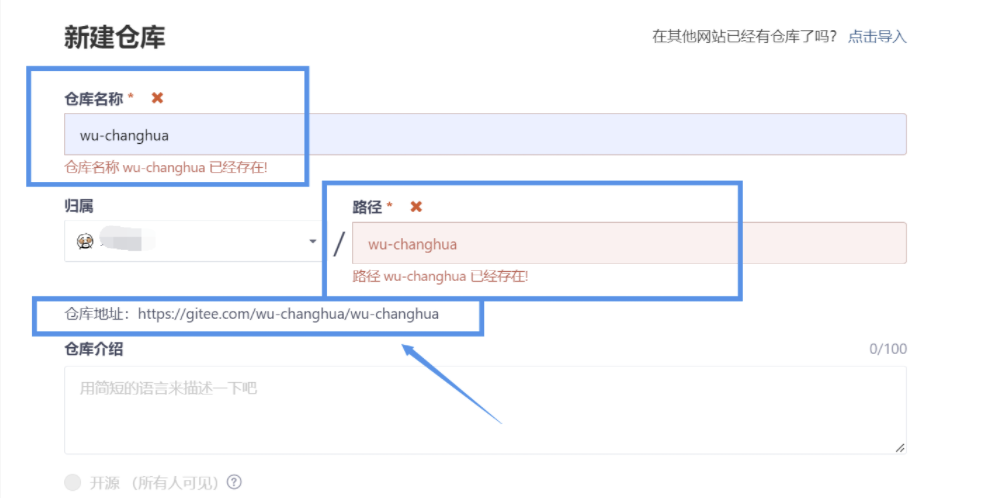 新建仓库
在其他网站已经有仓库了吗? 点击导入
仓库名称 *
wu-changhua
仓库名称 wu-changhua 已经存在!
归属
路径 *
/
wu-changhua
路径 wu-changhua 已经存在!
仓库地址：https://gitee.com/wu-changhua/wu-changhua
仓库介绍
0/100
用简短的语言来描述一下吧
开源 （所有人可见）